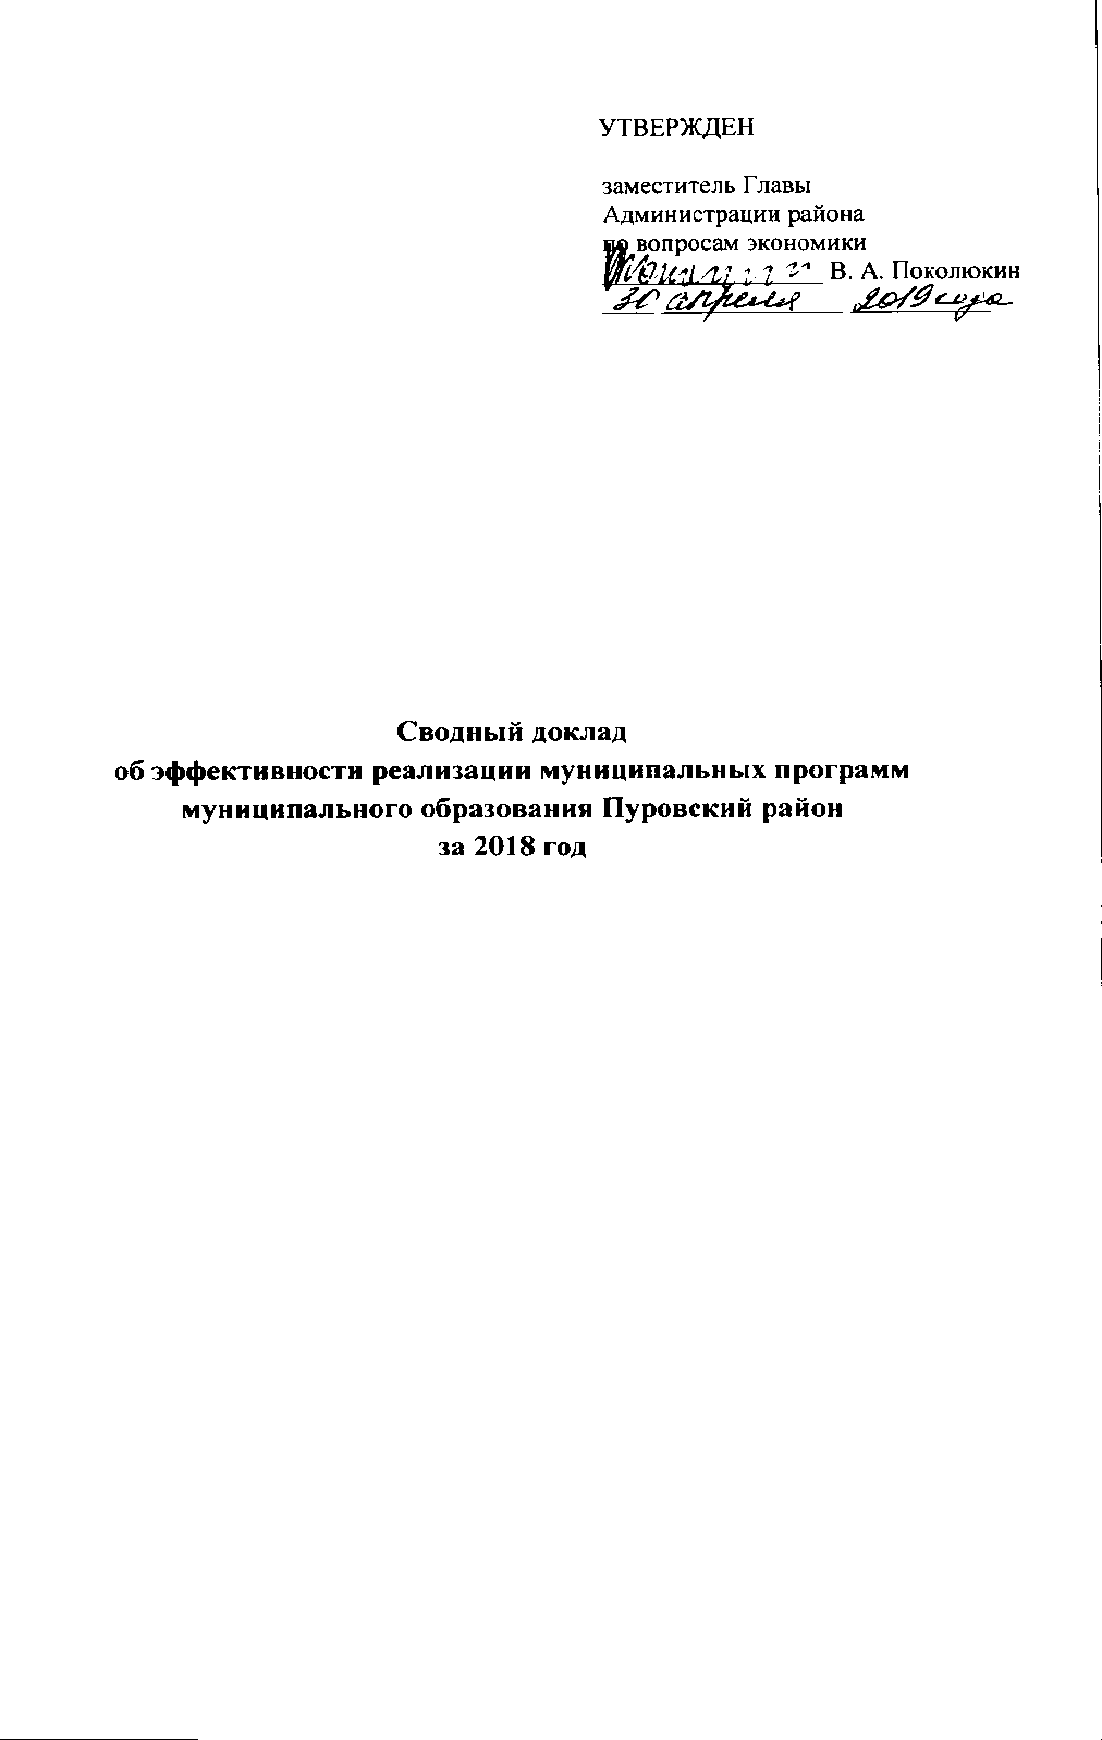 УТВЕРЖДЕН
заместитель Главы
Администрации района
по вопросам экономики
В. А. Поколюкин
30 апреля 2019 года
Сводный доклад
об эффективности реализации муниципальных программ
муниципального образования Пуровский район
за 2018 год